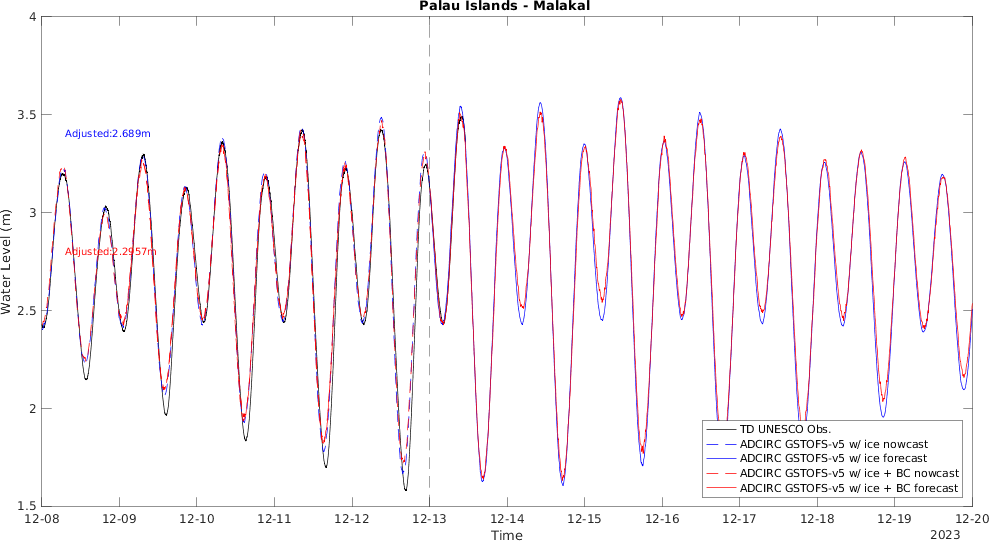 Palau Islands - Malakal
4
3.5
3
2.5
2
1.5
Water Level (m)
Adjusted:2.689m
Adjusted:2.2957m
TD UNESCO Obs.
ADCIRC GSTOFS-v5 w/ ice nowcast
ADCIRC GSTOFS-v5 w/ ice forecast
ADCIRC GSTOFS-v5 w/ ice + BC nowcast
ADCIRC GSTOFS-v5 w/ ice + BC forecast
12-08 12-09 12-10 12-11 12-12 12-13 12-14 12-15 12-16 12-17 12-18 12-19 12-20
Time
2023